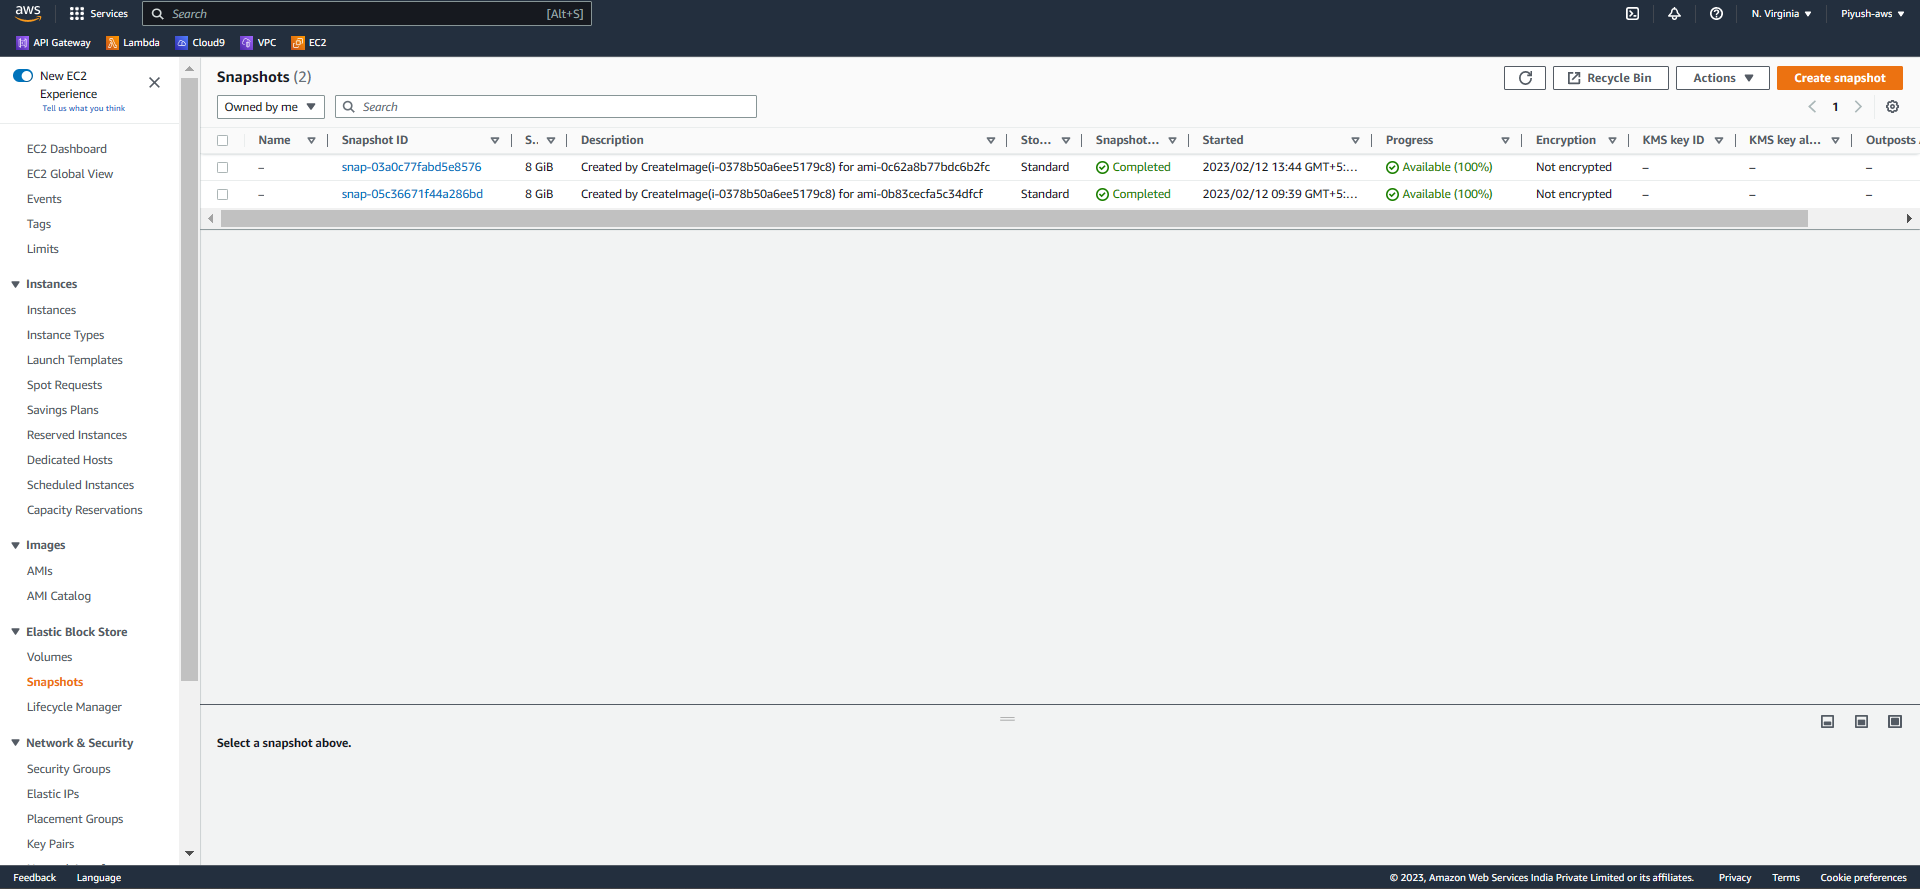 aws Services Search [Alt+S] N. Virginia Piyush-aws
API Gateway Lambda Cloud9 VPC EC2
New EC2
Experience
Tell us what you think
EC2 Dashboard
EC2 Global View
Events
Tags
Limits
Instances
Instances
Instance Types
Launch Templates
Spot Requests
Savings Plans
Reserved Instances
Dedicated Hosts
Scheduled Instances
Capacity Reservations
Images
AMIs
AMI Catalog
Elastic Block Store
Volumes
Snapshots
Lifecycle Manager
Network & Security
Security Groups
Elastic IPs
Placement Groups
Key Pairs
Snapshots (2) Recycle Bin Actions Create snapshot
Owned by me Search 1
Name Snapshot ID S.. Description Sto... Snapshot... Started Progress Encryption KMS key ID KMS key al... Outposts
– snap-03a0c77fabd5e8576 8 GiB Created by CreateImage(i-0378b50a6ee5179c8) for ami-0c62a8b77bdc6b2fc Standard Completed 2023/02/12 13:44 GMT+5:... Available (100%) Not encrypted – – –
– snap-05c36671f44a286bd 8 GiB Created by CreateImage(i-0378b50a6ee5179c8) for ami-0b83cecfa5c34dfcf Standard Completed 2023/02/12 09:39 GMT+5:... Available (100%) Not encrypted – – –
Select a snapshot above.
Feedback Language © 2023, Amazon Web Services India Private Limited or its affiliates. Privacy Terms Cookie preferences